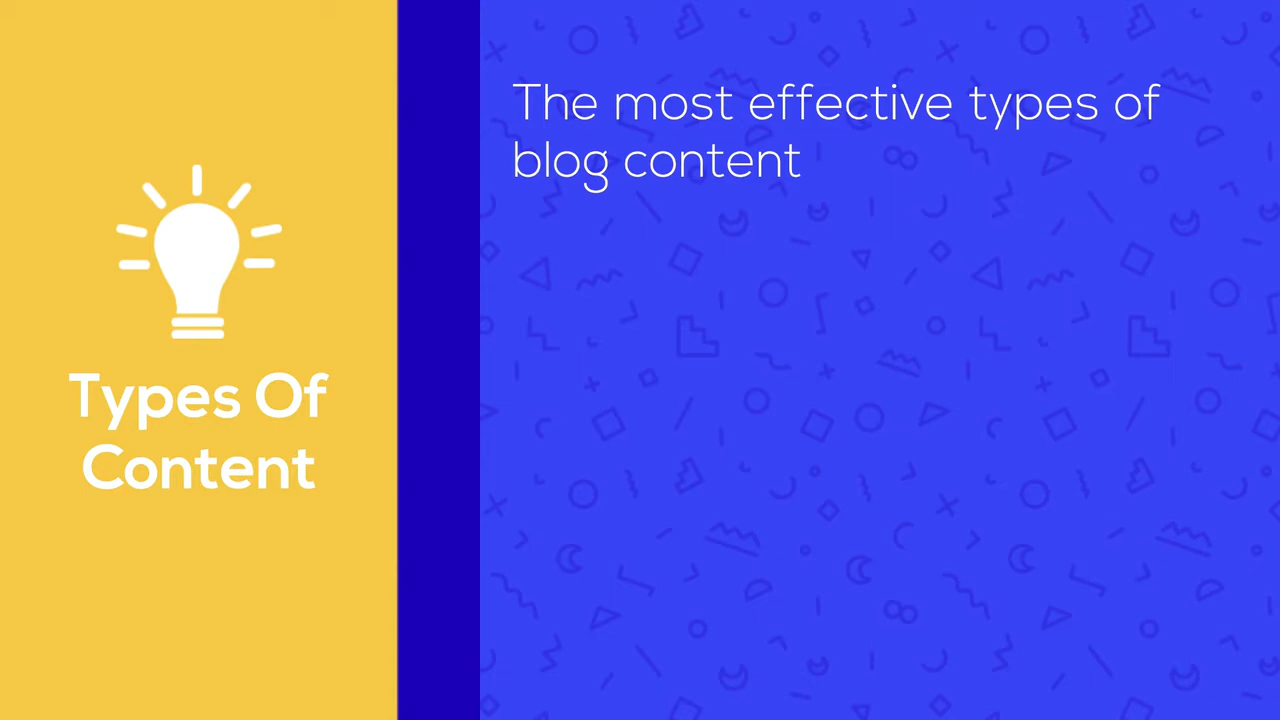 Types Of
Content
The most effective types of
blog content